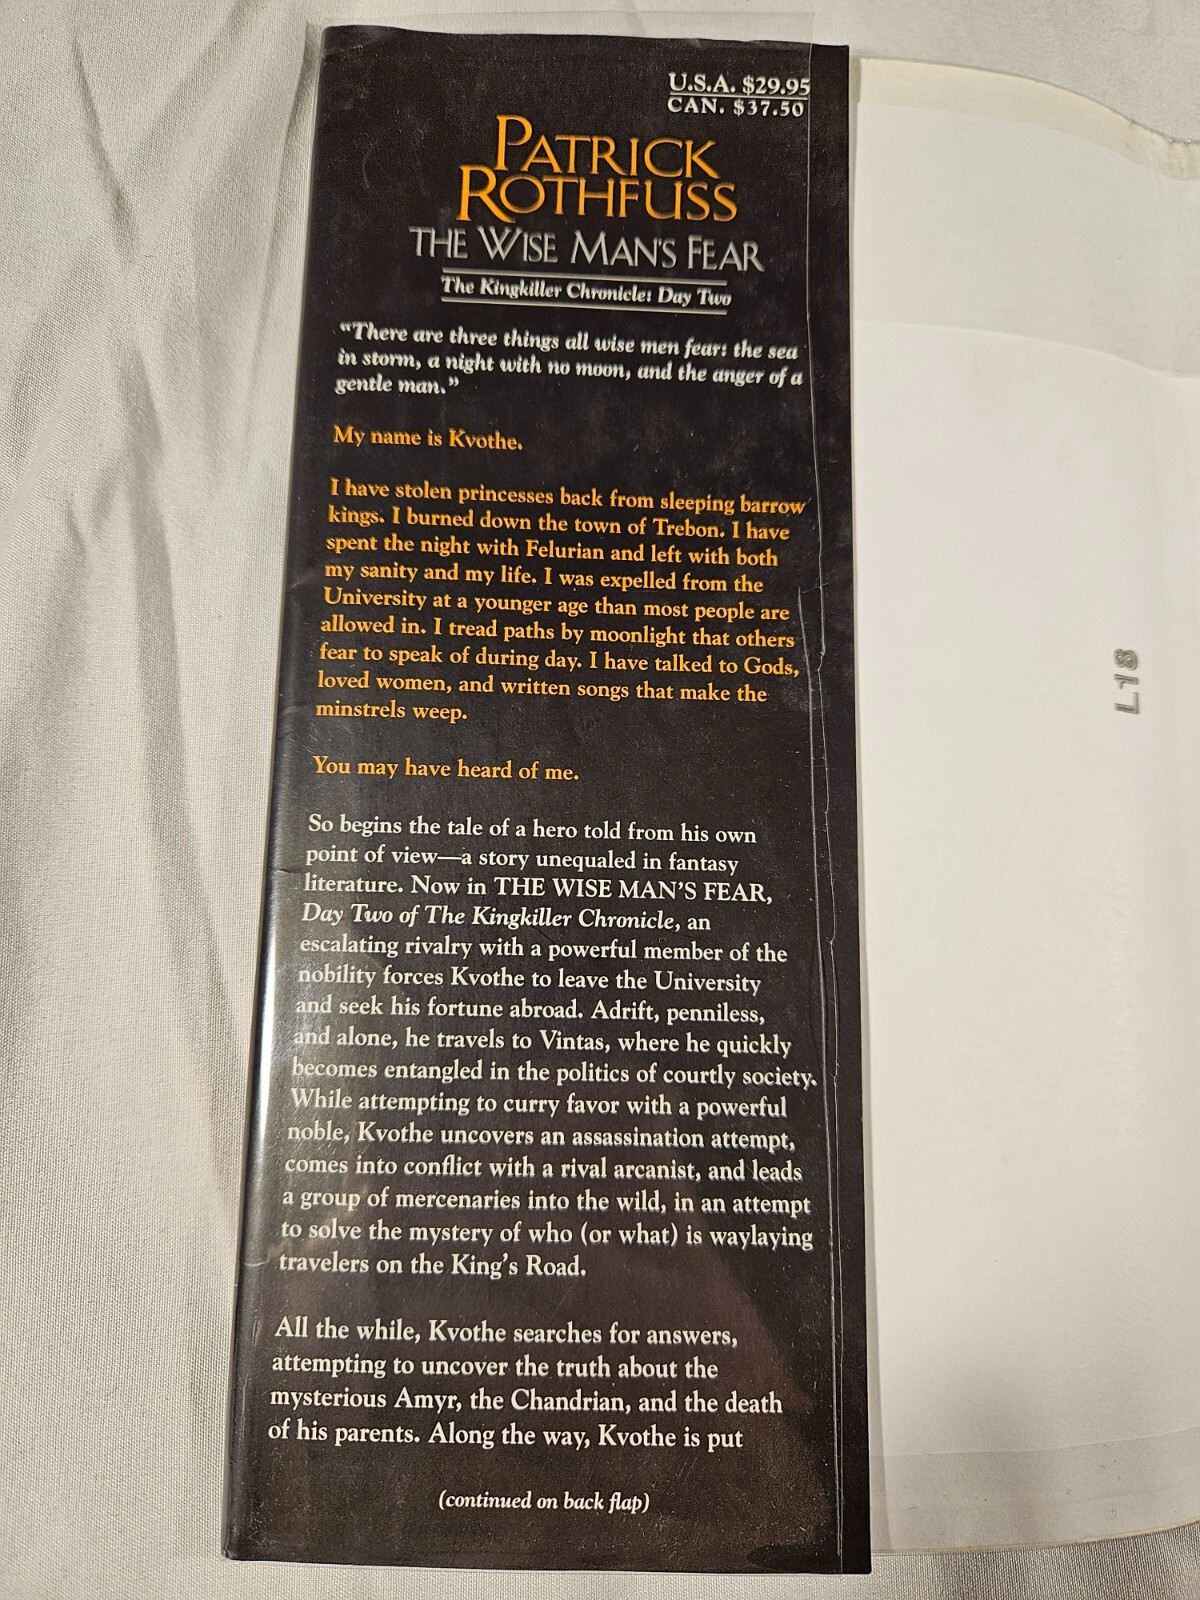 U.S.A. $29.95
CAN. $37.50
PATRICK
ROTHFUSS
THE WISE MAN'S FEAR
The Kingkiller Chronicle: Day Two
"There are three things all wise men fear: the sea
in storm, a night with no moon, and the anger of a
gentle man."
My name is Kvothe.
I have stolen princesses back from sleeping barrow
kings. I burned down the town of Trebon. I have
spent the night with Felurian and left with both
my sanity and my life. I was expelled from the
University at a younger age than most people are
allowed in. I tread paths by moonlight that others
fear to speak of during day. I have talked to Gods,
loved women, and written songs that make the
minstrels weep.
You may have heard of me.
So begins the tale of a hero told from his own
point of view—a story unequaled in fantasy
literature. Now in THE WISE MAN'S FEAR,
Day Two of The Kingkiller Chronicle, an
escalating rivalry with a powerful member of the
nobility forces Kvothe to leave the University
and seek his fortune abroad. Adrift, penniless,
and alone, he travels to Vintas, where he quickly
becomes entangled in the politics of courtly society.
While attempting to curry favor with a powerful
noble, Kvothe uncovers an assassination attempt,
comes into conflict with a rival arcanist, and leads
a group of mercenaries into the wild, in an attempt
to solve the mystery of who (or what) is waylaying
travelers on the King's Road.
All the while, Kvothe searches for answers,
attempting to uncover the truth about the
mysterious Amyr, the Chandrian, and the death
of his parents. Along the way, Kvothe is put
(continued on back flap)
L18